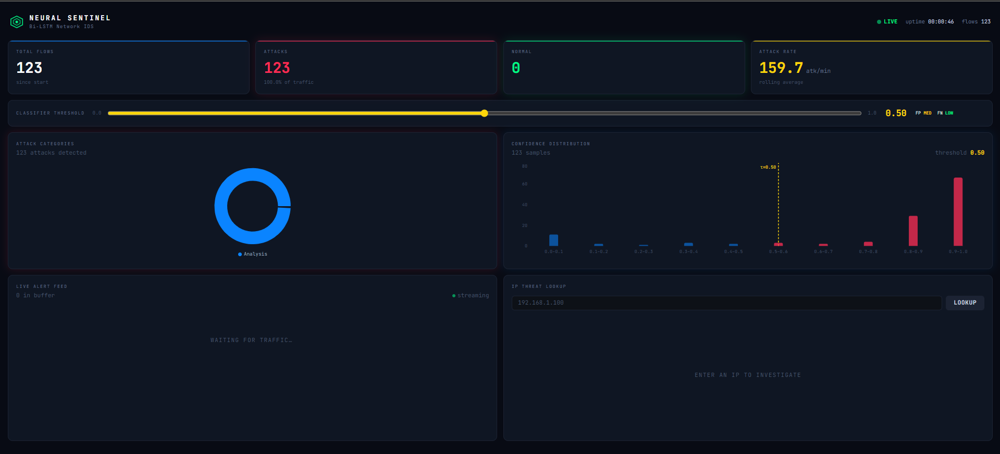 NEURAL SENTINEL
Bi-LSTM Network IDS
LIVE uptime 00:00:46 flows 123
TOTAL FLOWS
123
since start
ATTACKS
123
100.0% of traffic
NORMAL
0
ATTACK RATE
159.7 atk/min
rolling average
CLASSIFIER THRESHOLD 0.0 1.0 0.50 FP MED FN LOW
ATTACK CATEGORIES
123 attacks detected
Analysis
CONFIDENCE DISTRIBUTION
123 samples threshold 0.50
80
τ=0.50
60
40
20
0
0.0–0.1 0.1–0.2 0.2–0.3 0.3–0.4 0.4–0.5 0.5–0.6 0.6–0.7 0.7–0.8 0.8–0.9 0.9–1.0
LIVE ALERT FEED
0 in buffer streaming
WAITING FOR TRAFFIC…
IP THREAT LOOKUP
192.168.1.100 LOOKUP
ENTER AN IP TO INVESTIGATE